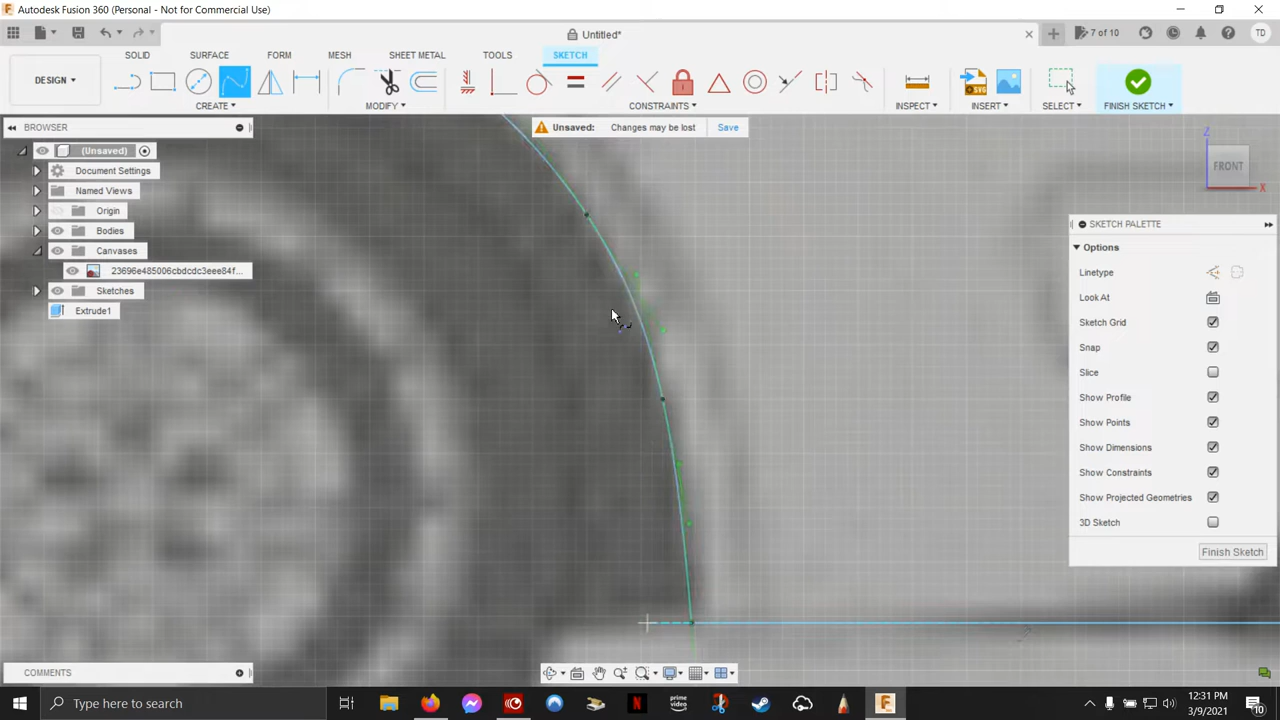 Autodesk Fusion 360 (Personal - Not for Commercial Use)
Untitled*
7 of 10
TD
SOLID SURFACE FORM MESH SHEET METAL TOOLS SKETCH
DESIGN
CREATE MODIFY CONSTRAINTS INSPECT INSERT SELECT FINISH SKETCH
BROWSER
Unsaved: Changes may be lost Save
(Unsaved)
Document Settings
Named Views
Origin
Bodies
Canvases
23696e485006cbdcdc3eee84f...
Sketches
Extrude1
Z
FRONT
X
SKETCH PALETTE
Options
Linetype
Look At
Sketch Grid
Snap
Slice
Show Profile
Show Points
Show Dimensions
Show Constraints
Show Projected Geometries
3D Sketch
Finish Sketch
COMMENTS
Type here to search
prime video
12:31 PM
3/9/2021